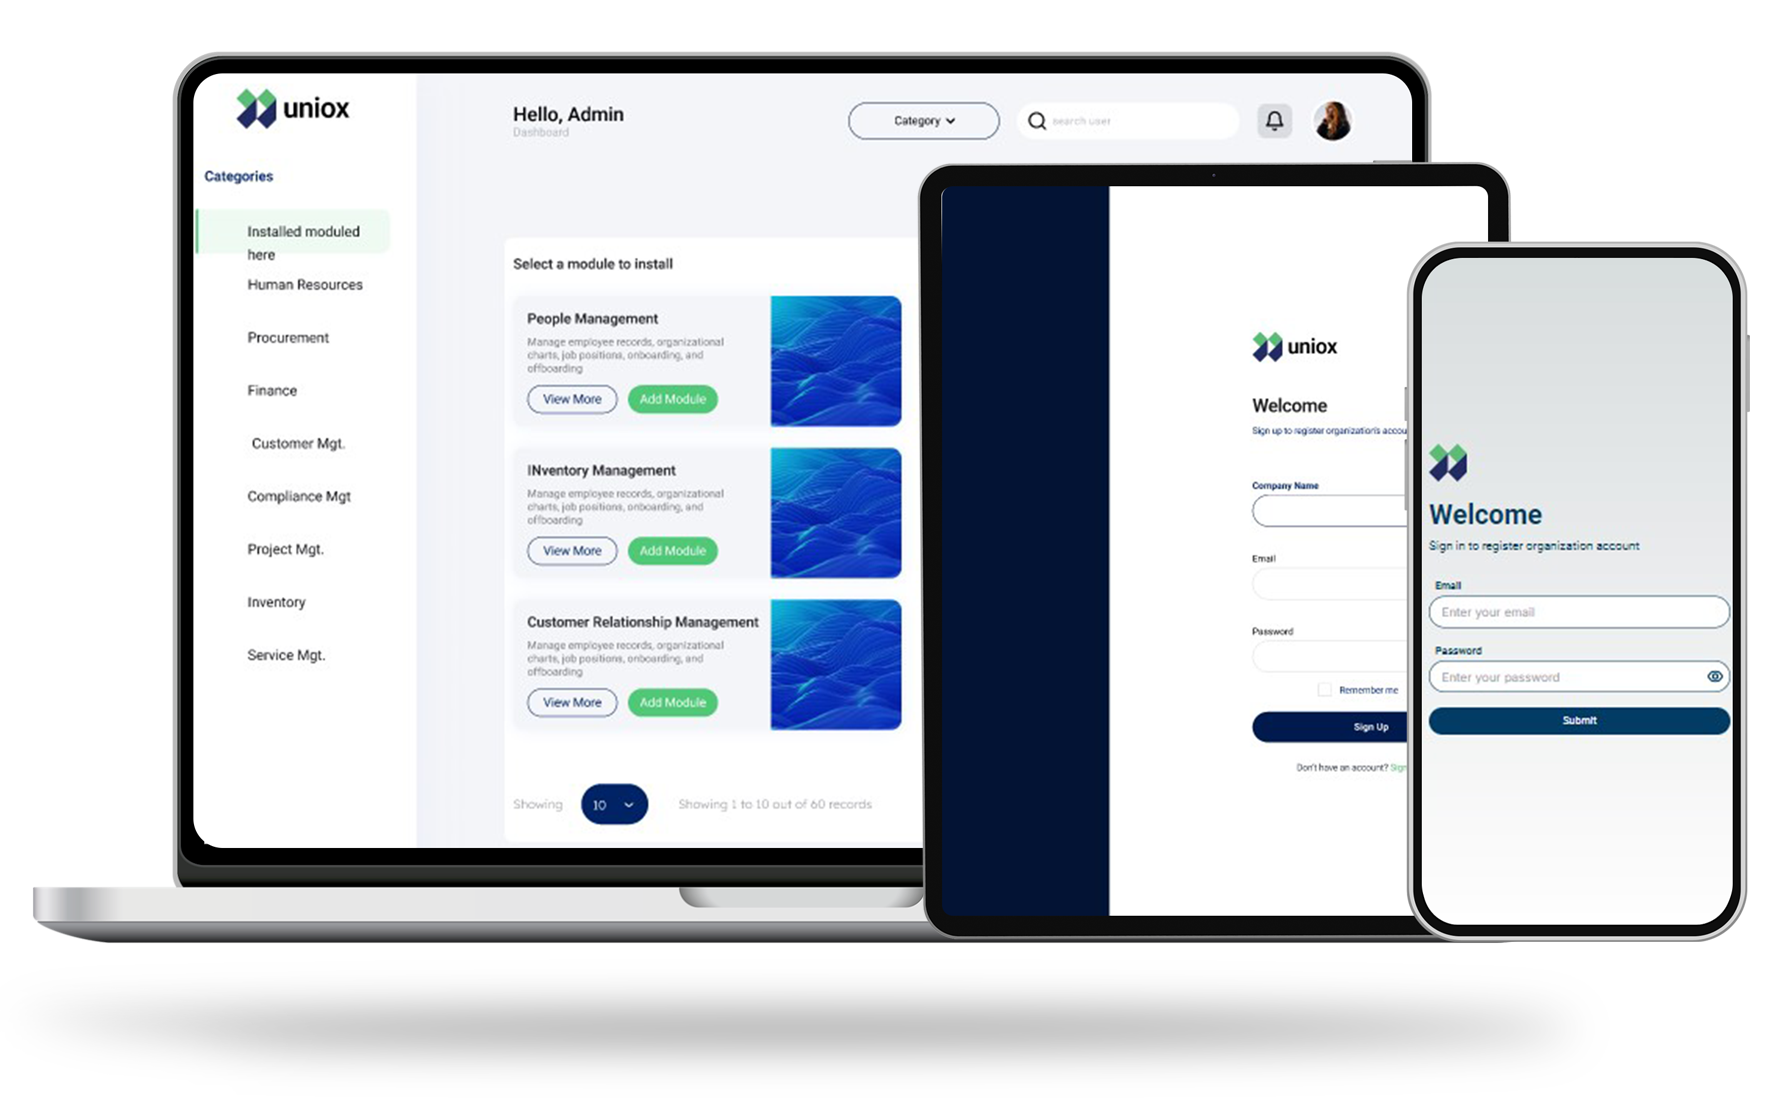 uniox
Categories
Installed moduled
here
Human Resources
Procurement
Finance
Customer Mgt.
Compliance Mgt
Project Mgt.
Inventory
Service Mgt.
Hello, Admin
Dashboard
Category
search user
Select a module to install
People Management
Manage employee records, organizational
charts, job positions, onboarding, and
offboarding
View More
Add Module
INventory Management
Manage employee records, organizational
charts, job positions, onboarding, and
offboarding
View More
Add Module
Customer Relationship Management
Manage employee records, organizational
charts, job positions, onboarding, and
offboarding
View More
Add Module
Showing
10
Showing 1 to 10 out of 60 records
uniox
Welcome
Sign up to register organization's accou
Company Name
Email
Password
Remember me
Sign Up
Don't have an account? Sign
Welcome
Sign in to register organization account
Email
Enter your email
Password
Enter your password
Submit